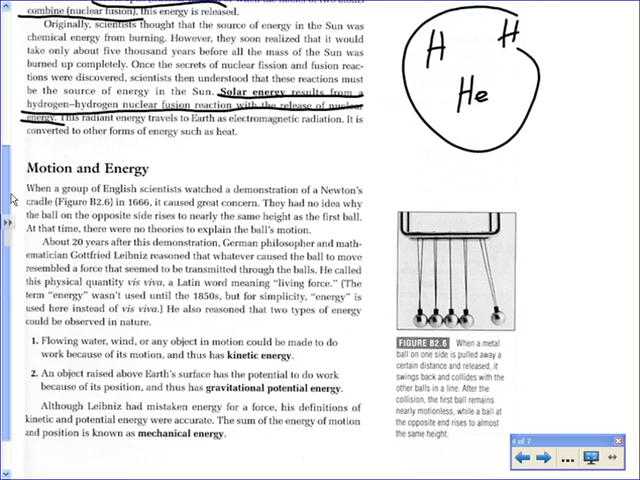 combine (nuclear fusion), this energy is released.
Originally, scientists thought that the source of energy in the Sun was
chemical energy from burning. However, they soon realized that it would
take only about five thousand years before all the mass of the Sun was
burned up completely. Once the secrets of nuclear fission and fusion reac-
tions were discovered, scientists then understood that these reactions must
be the source of energy in the Sun. Solar energy results from a
hydrogen–hydrogen nuclear fusion reaction with the release of nuclear
energy. This radiant energy travels to Earth as electromagnetic radiation. It is
converted to other forms of energy such as heat.
Motion and Energy
When a group of English scientists watched a demonstration of a Newton's
cradle (Figure B2.6) in 1666, it caused great concern. They had no idea why
the ball on the opposite side rises to nearly the same height as the first ball.
At that time, there were no theories to explain the ball's motion.
About 20 years after this demonstration, German philosopher and math-
ematician Gottfried Leibniz reasoned that whatever caused the ball to move
resembled a force that seemed to be transmitted through the balls. He called
this physical quantity vis viva, a Latin word meaning "living force." (The
term "energy" wasn't used until the 1850s, but for simplicity, "energy" is
used here instead of vis viva.) He also reasoned that two types of energy
could be observed in nature.
1. Flowing water, wind, or any object in motion could be made to do
work because of its motion, and thus has kinetic energy.
2. An object raised above Earth's surface has the potential to do work
because of its position, and thus has gravitational potential energy.
Although Leibniz had mistaken energy for a force, his definitions of
kinetic and potential energy were accurate. The sum of the energy of motion
and position is known as mechanical energy.
H H
He
FIGURE B2.6 When a metal
ball on one side is pulled away a
certain distance and released, it
swings back and collides with the
other balls in a line. After the
collision, the first ball remains
nearly motionless, while a ball at
the opposite end rises to almost
the same height.
4 of 7